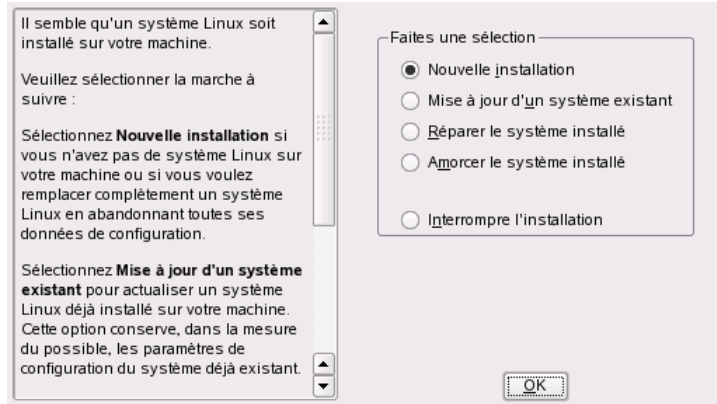 Il semble qu'un système Linux soit
installé sur votre machine.
Veuillez sélectionner la marche à
suivre :
Sélectionnez Nouvelle installation si
vous n'avez pas de système Linux sur
votre machine ou si vous voulez
remplacer complètement un système
Linux en abandonnant toutes ses
données de configuration.
Sélectionnez Mise à jour d'un système
existant pour actualiser un système
Linux déjà installé sur votre machine.
Cette option conserve, dans la mesure
du possible, les paramètres de
configuration du système déjà existant.
Faites une sélection
Nouvelle installation
Mise à jour d'un système existant
Réparer le système installé
Amorcer le système installé
Interrompre l'installation
OK